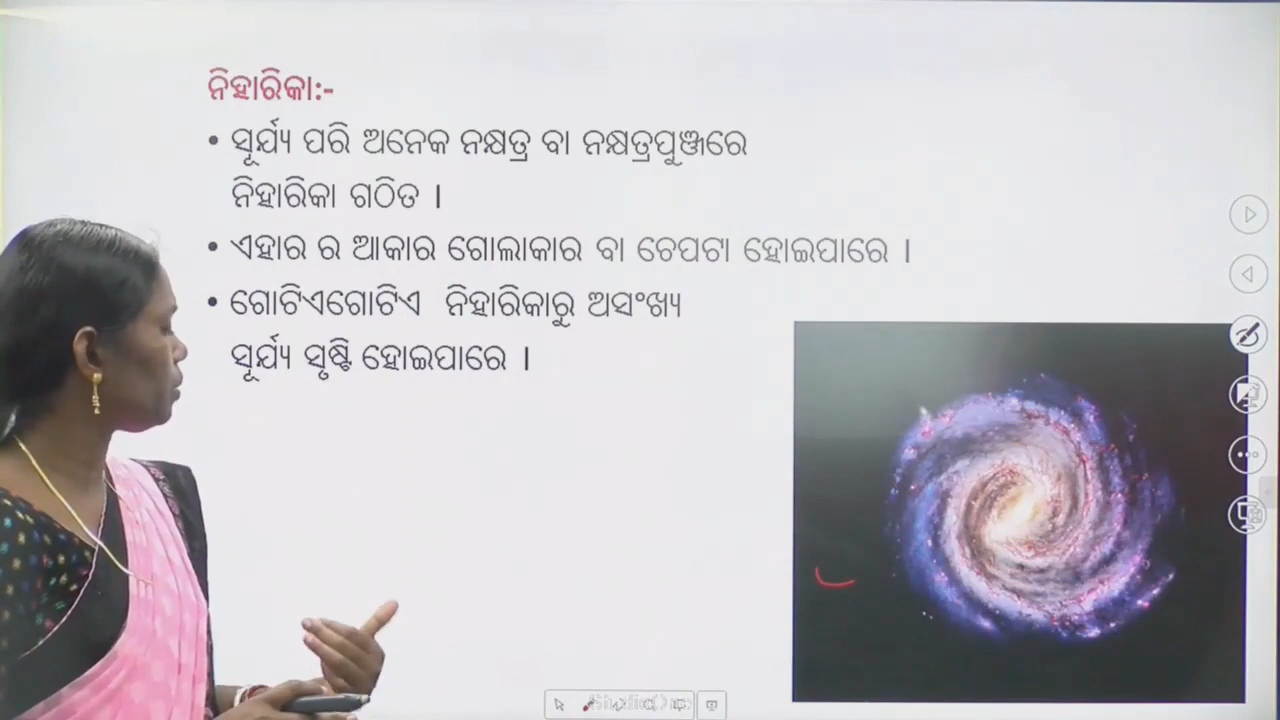 ନିହାରିକା:-
• ସୂର୍ଯ୍ୟ ପରି ଅନେକ ନକ୍ଷତ୍ର ବା ନକ୍ଷତ୍ରପୁଞ୍ଜରେ
ନିହାରିକା ଗଠିତ ।
• ଏହାର ର ଆକାର ଗୋଲାକାର ବା ଚେପଟା ହୋଇପାରେ ।
• ଗୋଟିଏଗୋଟିଏ ନିହାରିକାରୁ ଅସଂଖ୍ୟ
ସୂର୍ଯ୍ୟ ସୃଷ୍ଟି ହୋଇପାରେ ।